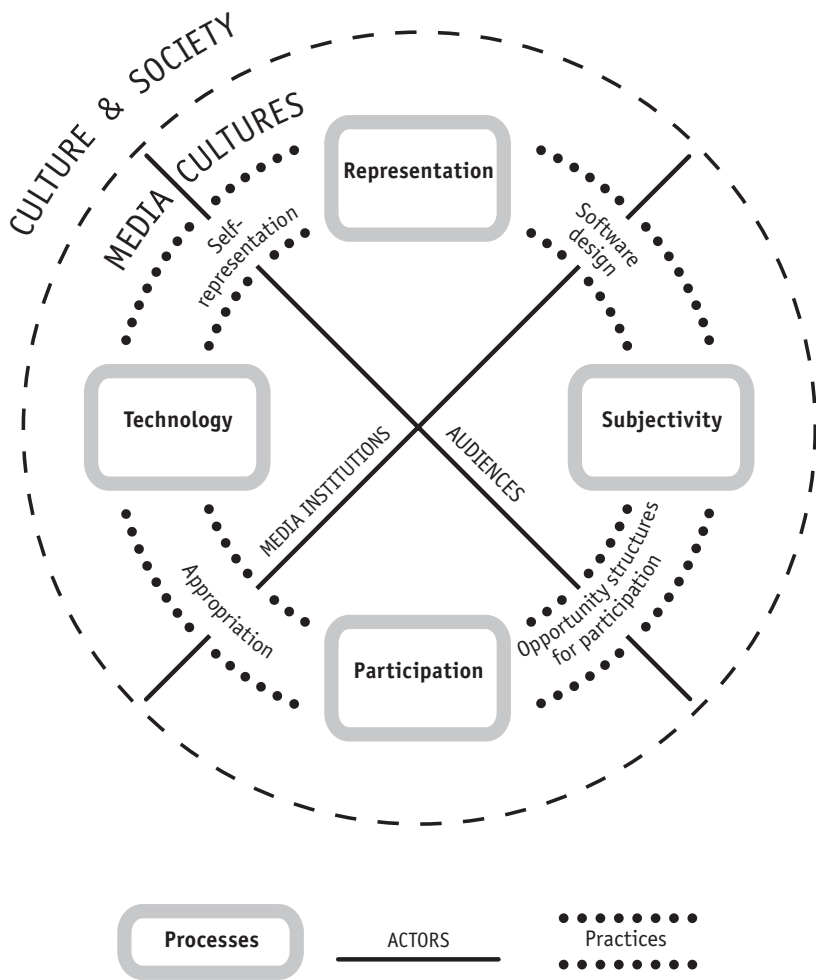 CULTURE & SOCIETY
MEDIA CULTURES
Representation
Self-
representation
Software
design
Technology
Subjectivity
MEDIA INSTITUTIONS
AUDIENCES
Appropriation
Opportunity structures
for participation
Participation
Processes
ACTORS
Practices